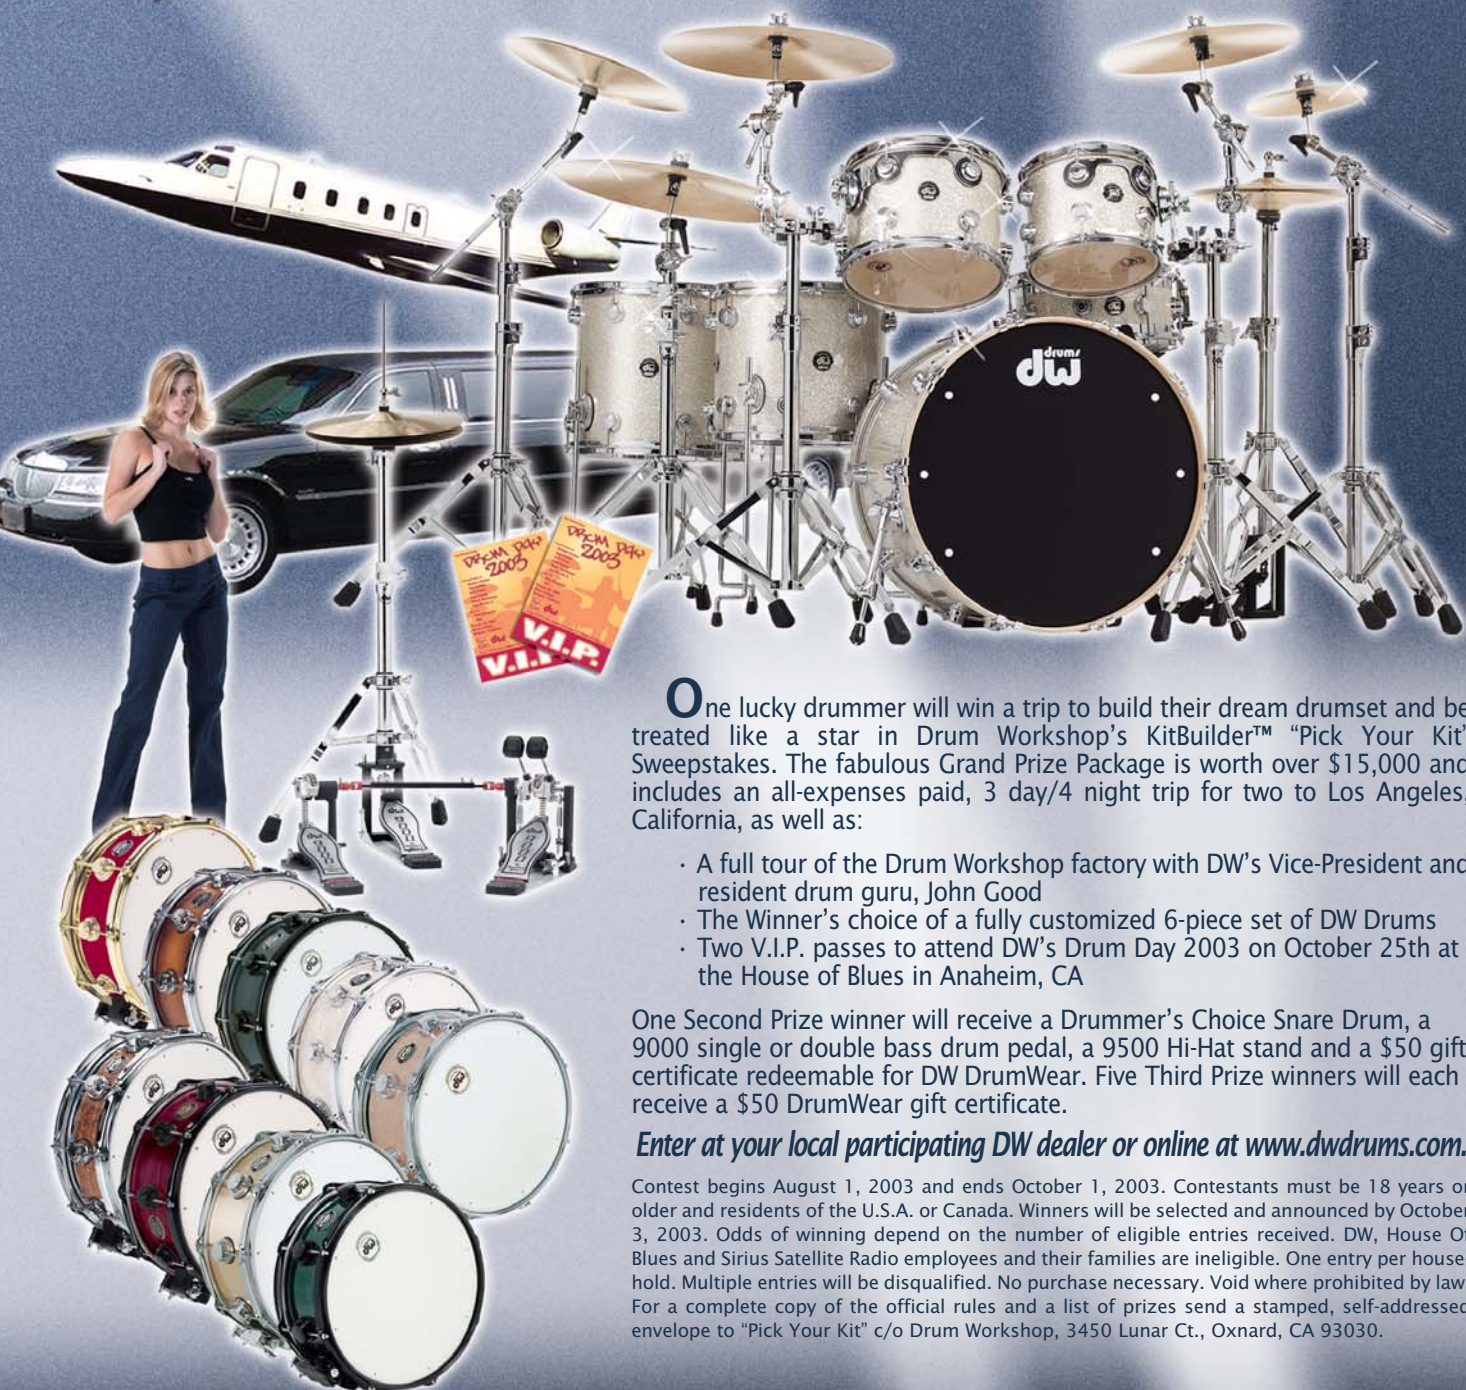 drums
dw
DRUM DAY
2003
DRUM DAY
2003
V.I.P.
V.I.P.
One lucky drummer will win a trip to build their dream drumset and be
treated like a star in Drum Workshop's KitBuilder™ “Pick Your Kit”
Sweepstakes. The fabulous Grand Prize Package is worth over $15,000 and
includes an all-expenses paid, 3 day/4 night trip for two to Los Angeles,
California, as well as:
· A full tour of the Drum Workshop factory with DW's Vice-President and
resident drum guru, John Good
· The Winner's choice of a fully customized 6-piece set of DW Drums
· Two V.I.P. passes to attend DW's Drum Day 2003 on October 25th at
the House of Blues in Anaheim, CA
One Second Prize winner will receive a Drummer's Choice Snare Drum, a
9000 single or double bass drum pedal, a 9500 Hi-Hat stand and a $50 gift
certificate redeemable for DW DrumWear. Five Third Prize winners will each
receive a $50 DrumWear gift certificate.
Enter at your local participating DW dealer or online at www.dwdrums.com.
Contest begins August 1, 2003 and ends October 1, 2003. Contestants must be 18 years or
older and residents of the U.S.A. or Canada. Winners will be selected and announced by October
3, 2003. Odds of winning depend on the number of eligible entries received. DW, House Of
Blues and Sirius Satellite Radio employees and their families are ineligible. One entry per house-
hold. Multiple entries will be disqualified. No purchase necessary. Void where prohibited by law.
For a complete copy of the official rules and a list of prizes send a stamped, self-addressed
envelope to “Pick Your Kit” c/o Drum Workshop, 3450 Lunar Ct., Oxnard, CA 93030.